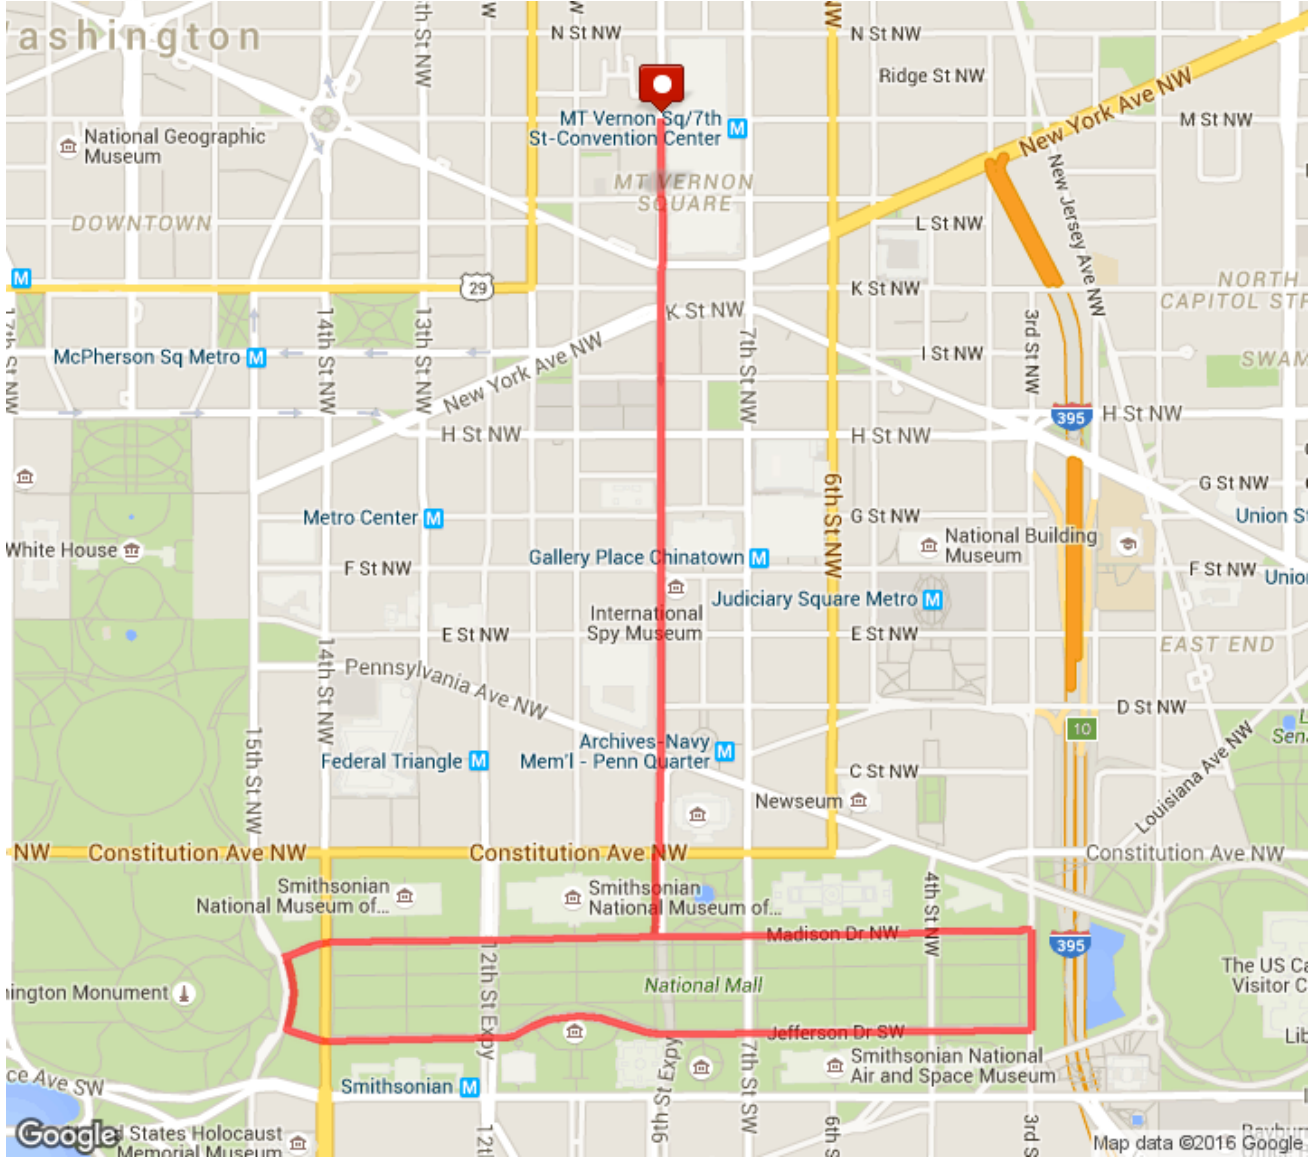 NW
N St NW
NW
N St NW
ashington
Ridge St NW
New York Ave NW
MT Vernon Sq/7th
St-Convention Center
M
M St NW
National Geographic
Museum
MT VERNON
SQUARE
DOWNTOWN
L St NW
New Jersey Ave NW
M
29
K St NW
NORTH
CAPITOL
K St NW
14th St NW
13th St NW
7th St NW
3rd St NW
I St NW
McPherson Sq Metro M
New York Ave NW
395
H St NW
H St NW
H St NW
6th St NW
G St NW
Metro Center M
G St NW
Union
National Building
Museum
White House
Gallery Place Chinatown M
F St NW
F St NW
Judiciary Square Metro M
International
Spy Museum
E St NW
E St NW
EAST END
14th St NW
Pennsylvania Ave NW
D St NW
10
15th St NW
Archives-Navy
Mem'l - Penn Quarter
M
Federal Triangle M
C St NW
Louisiana Ave NW
Newseum
NW
Constitution Ave NW
Constitution Ave NW
Constitution Ave NW
Smithsonian
National Museum of...
Smithsonian
National Museum of...
4th St NW
Madison Dr NW
395
12th St Expy
National Mall
The US
Visitor
ington Monument
Jefferson Dr SW
Smithsonian National
Air and Space Museum
7th St SW
ce Ave SW
Smithsonian M
St Expy
6th
3rd S
Google
States Holocaust
Memorial Museum
12th
Map data ©2016 Google